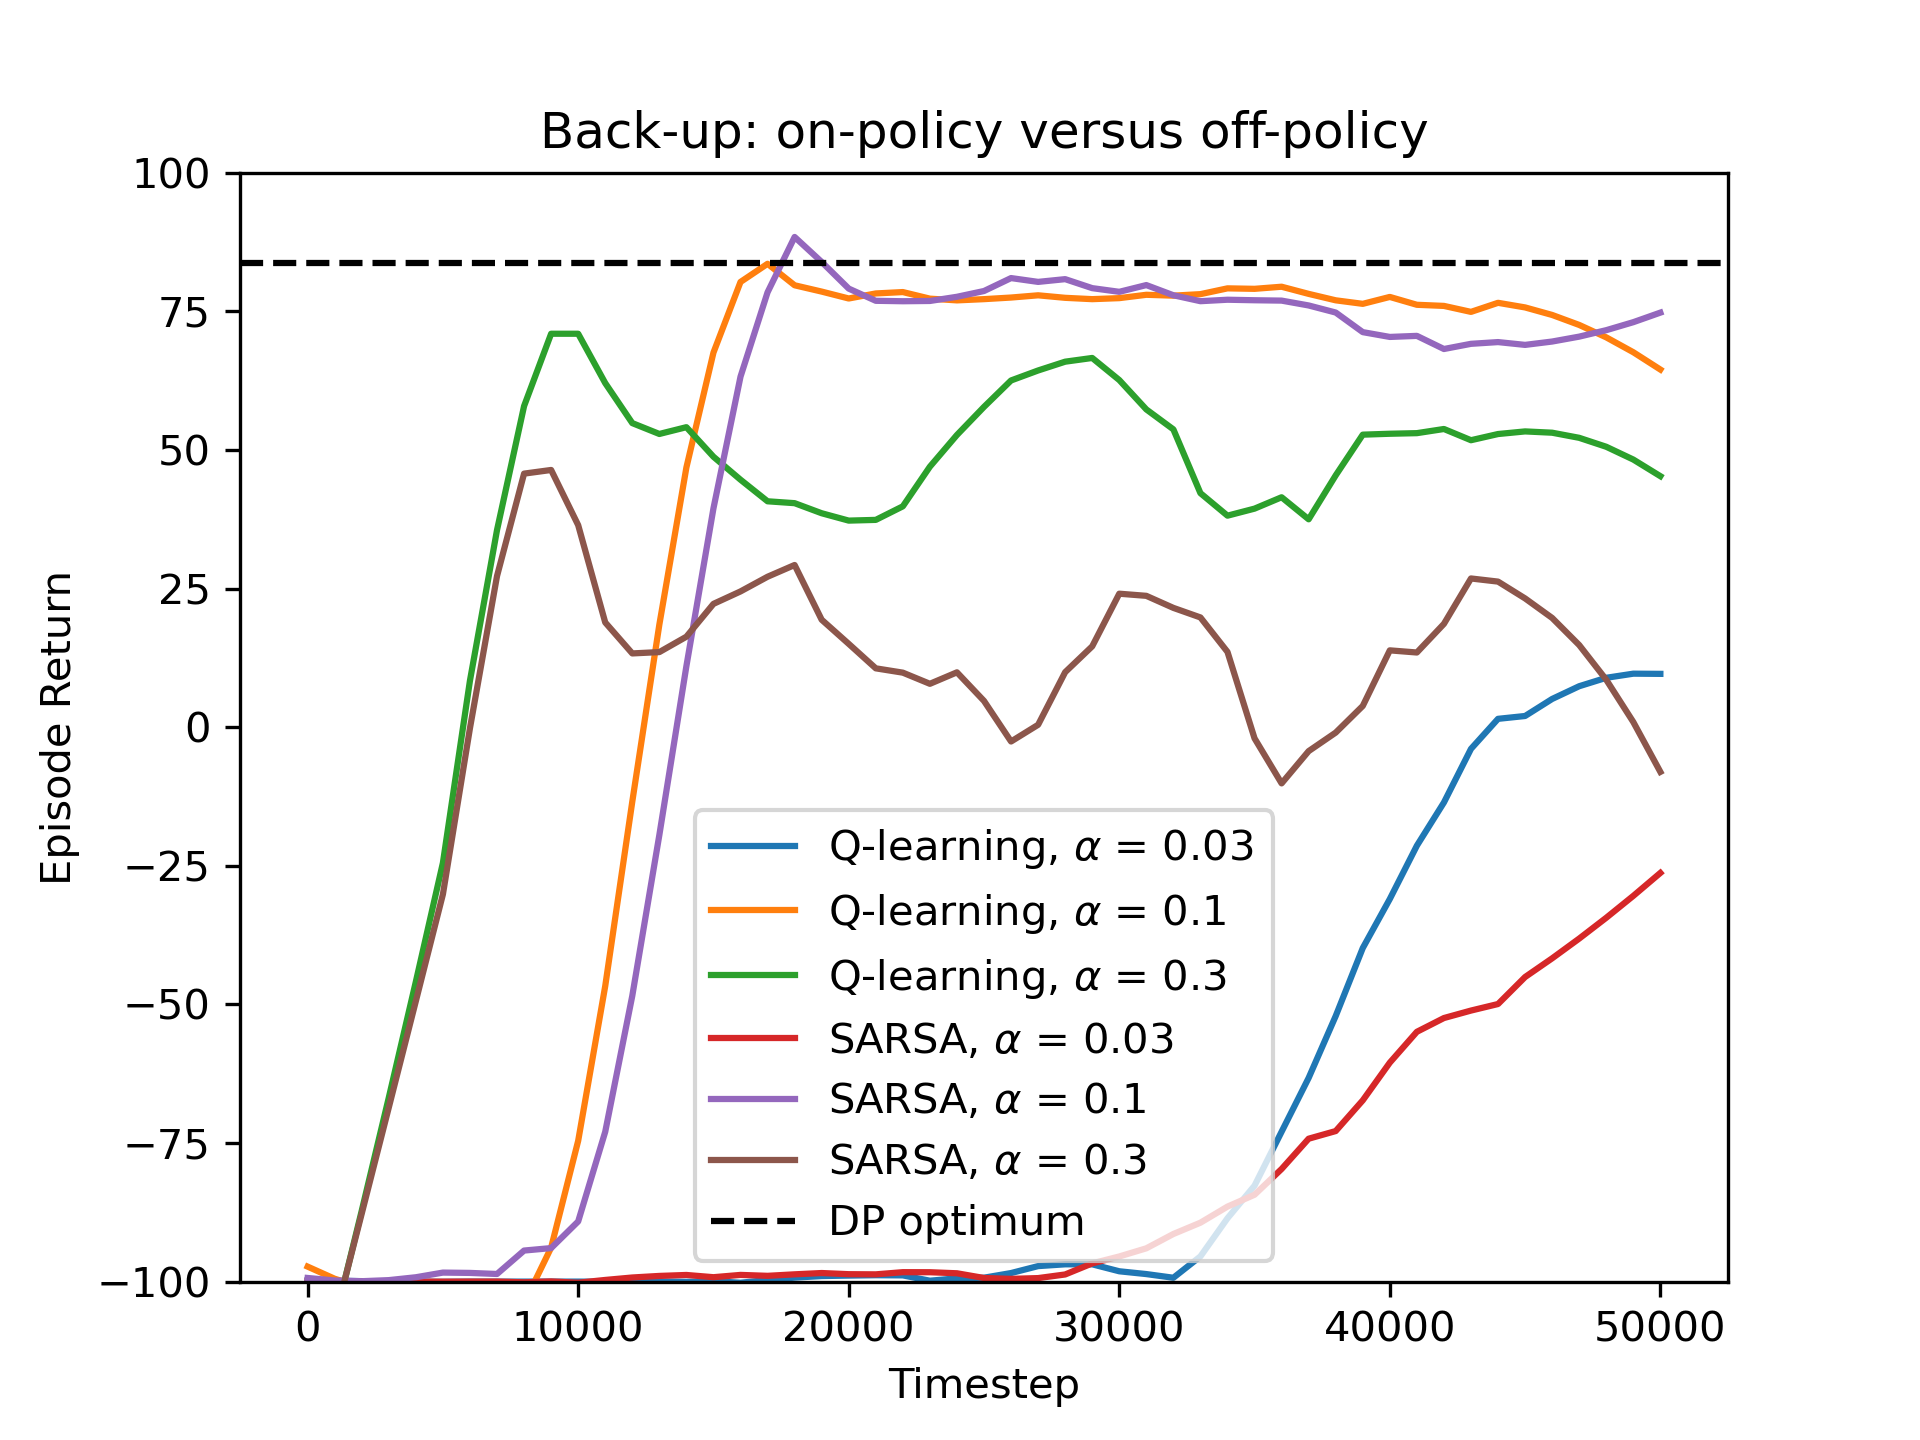 Back-up: on-policy versus off-policy
100
75
50
25
0
−25
−50
−75
−100
Episode Return
Q-learning, α = 0.03
Q-learning, α = 0.1
Q-learning, α = 0.3
SARSA, α = 0.03
SARSA, α = 0.1
SARSA, α = 0.3
DP optimum
0 10000 20000 30000 40000 50000
Timestep